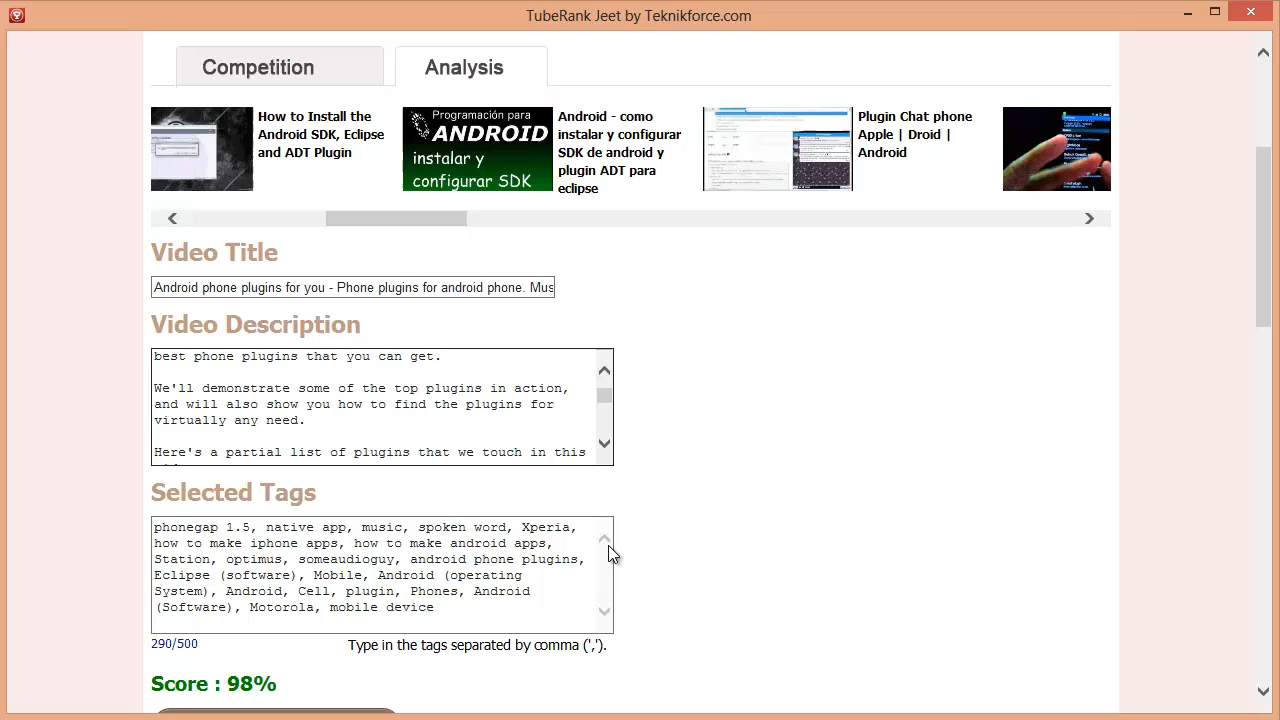 TubeRank Jeet by Teknikforce.com
Competition
Analysis
How to Install the
Android SDK, Eclipse
and ADT Plugin
Programación para
ANDROID
instalar y
configurar SDK
Android - como
instalar y configurar
SDK de android y
plugin ADT para
eclipse
Plugin Chat phone
Apple | Droid |
Android
Video Title
Android phone plugins for you - Phone plugins for android phone. Mus
Video Description
best phone plugins that you can get.
We'll demonstrate some of the top plugins in action,
and will also show you how to find the plugins for
virtually any need.
Here's a partial list of plugins that we touch in this
Selected Tags
phonegap 1.5, native app, music, spoken word, Xperia,
how to make iphone apps, how to make android apps,
Station, optimus, someaudioguy, android phone plugins,
Eclipse (software), Mobile, Android (operating
System), Android, Cell, plugin, Phones, Android
(Software), Motorola, mobile device
290/500
Type in the tags separated by comma (',').
Score : 98%